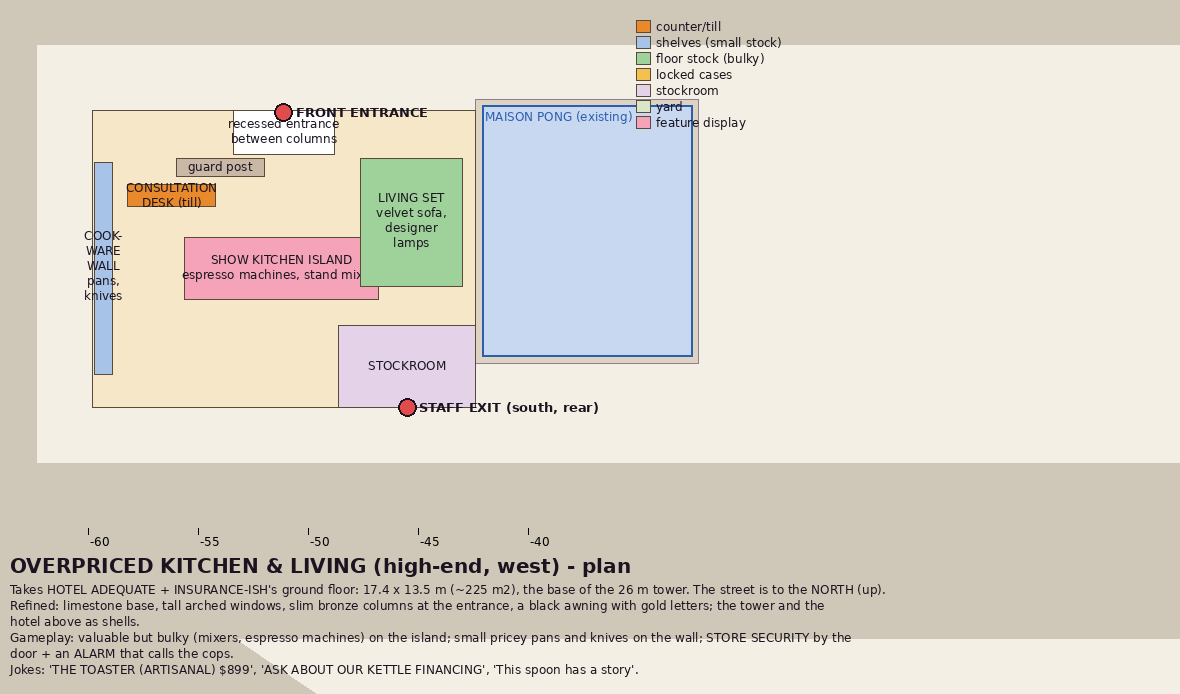 counter/till
shelves (small stock)
floor stock (bulky)
locked cases
stockroom
yard
feature display
FRONT ENTRANCE
recessed entrance
between columns
MAISON PONG (existing)
guard post
CONSULTATION
DESK (till)
COOK-
WARE
WALL
pans,
knives
LIVING SET
velvet sofa,
designer
lamps
SHOW KITCHEN ISLAND
espresso machines, stand mix
STOCKROOM
STAFF EXIT (south, rear)
-60
-55
-50
-45
-40
OVERPRICED KITCHEN & LIVING (high-end, west) - plan
Takes HOTEL ADEQUATE + INSURANCE-ISH's ground floor: 17.4 x 13.5 m (~225 m2), the base of the 26 m tower. The street is to the NORTH (up).
Refined: limestone base, tall arched windows, slim bronze columns at the entrance, a black awning with gold letters; the tower and the
hotel above as shells.
Gameplay: valuable but bulky (mixers, espresso machines) on the island; small pricey pans and knives on the wall; STORE SECURITY by the
door + an ALARM that calls the cops.
Jokes: 'THE TOASTER (ARTISANAL) $899', 'ASK ABOUT OUR KETTLE FINANCING', 'This spoon has a story'.